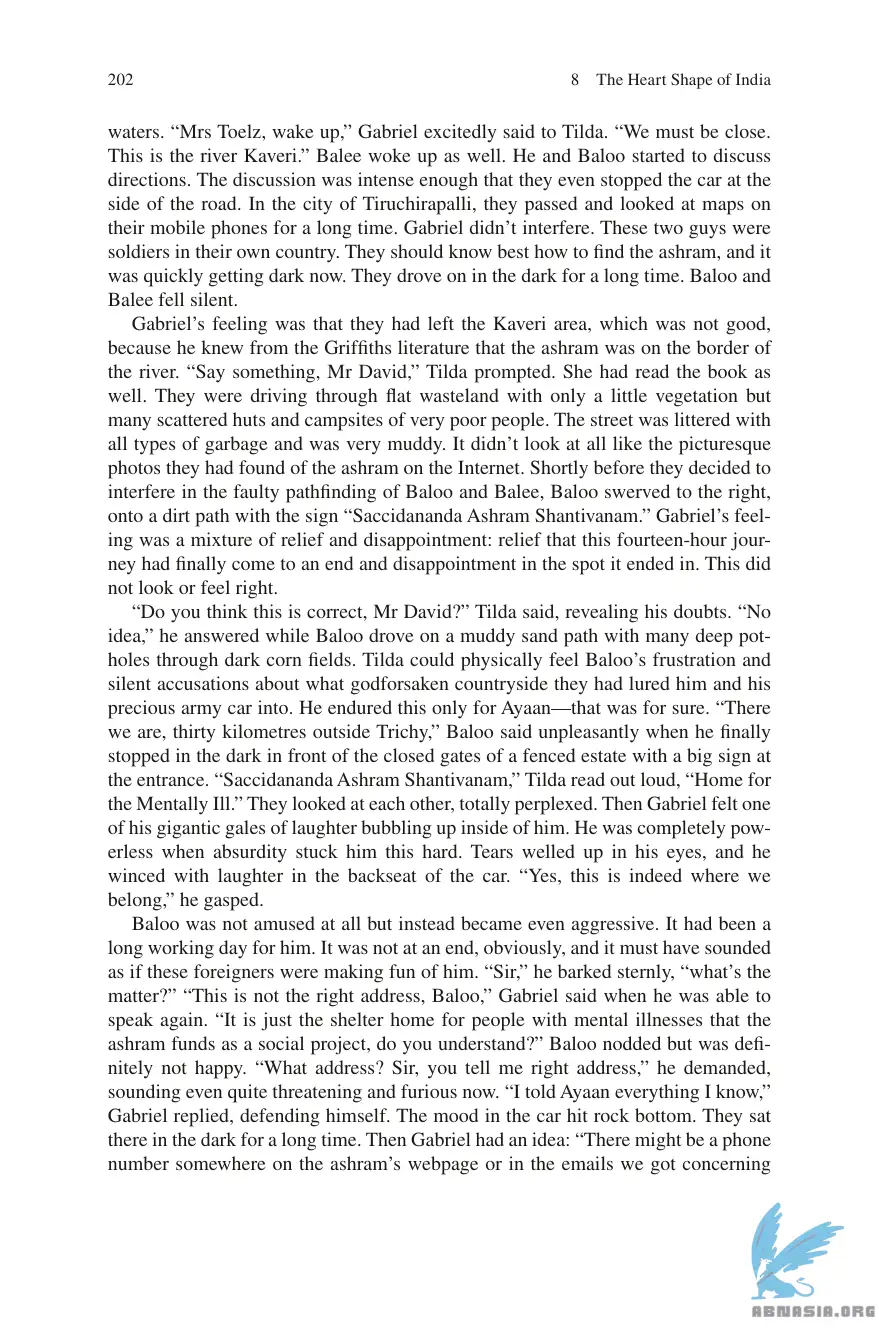 202 8 The Heart Shape of India
waters. “Mrs Toelz, wake up,” Gabriel excitedly said to Tilda. “We must be close.
This is the river Kaveri.” Balee woke up as well. He and Baloo started to discuss
directions. The discussion was intense enough that they even stopped the car at the
side of the road. In the city of Tiruchirapalli, they passed and looked at maps on
their mobile phones for a long time. Gabriel didn’t interfere. These two guys were
soldiers in their own country. They should know best how to find the ashram, and it
was quickly getting dark now. They drove on in the dark for a long time. Baloo and
Balee fell silent.
Gabriel’s feeling was that they had left the Kaveri area, which was not good,
because he knew from the Griffiths literature that the ashram was on the border of
the river. “Say something, Mr David,” Tilda prompted. She had read the book as
well. They were driving through flat wasteland with only a little vegetation but
many scattered huts and campsites of very poor people. The street was littered with
all types of garbage and was very muddy. It didn’t look at all like the picturesque
photos they had found of the ashram on the Internet. Shortly before they decided to
interfere in the faulty pathfinding of Baloo and Balee, Baloo swerved to the right,
onto a dirt path with the sign “Saccidananda Ashram Shantivanam.” Gabriel’s feel-
ing was a mixture of relief and disappointment: relief that this fourteen-hour jour-
ney had finally come to an end and disappointment in the spot it ended in. This did
not look or feel right.
“Do you think this is correct, Mr David?” Tilda said, revealing his doubts. “No
idea,” he answered while Baloo drove on a muddy sand path with many deep pot-
holes through dark corn fields. Tilda could physically feel Baloo’s frustration and
silent accusations about what godforsaken countryside they had lured him and his
precious army car into. He endured this only for Ayaan—that was for sure. “There
we are, thirty kilometres outside Trichy,” Baloo said unpleasantly when he finally
stopped in the dark in front of the closed gates of a fenced estate with a big sign at
the entrance. “Saccidananda Ashram Shantivanam,” Tilda read out loud, “Home for
the Mentally Ill.” They looked at each other, totally perplexed. Then Gabriel felt one
of his gigantic gales of laughter bubbling up inside of him. He was completely pow-
erless when absurdity stuck him this hard. Tears welled up in his eyes, and he
winced with laughter in the backseat of the car. “Yes, this is indeed where we
belong,” he gasped.
Baloo was not amused at all but instead became even aggressive. It had been a
long working day for him. It was not at an end, obviously, and it must have sounded
as if these foreigners were making fun of him. “Sir,” he barked sternly, “what’s the
matter?” “This is not the right address, Baloo,” Gabriel said when he was able to
speak again. “It is just the shelter home for people with mental illnesses that the
ashram funds as a social project, do you understand?” Baloo nodded but was defi-
nitely not happy. “What address? Sir, you tell me right address,” he demanded,
sounding even quite threatening and furious now. “I told Ayaan everything I know,”
Gabriel replied, defending himself. The mood in the car hit rock bottom. They sat
there in the dark for a long time. Then Gabriel had an idea: “There might be a phone
number somewhere on the ashram’s webpage or in the emails we got concerning
ABNASIA.ORG